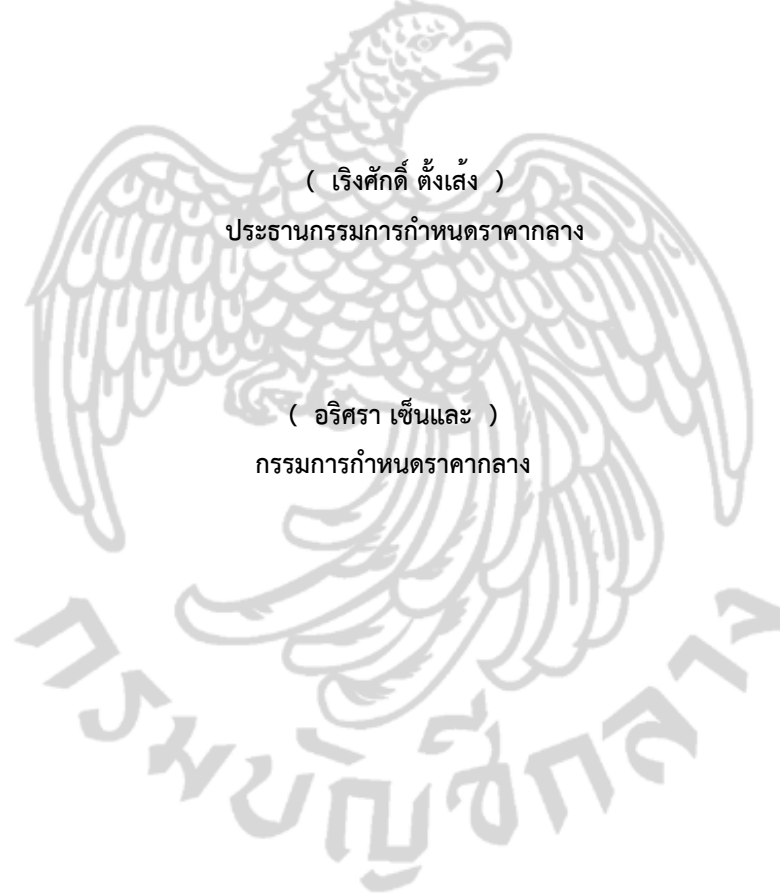 ( เริงศักดิ์ ตั้งเส้ง )
ประธานกรรมการกำหนดราคากลาง
( อริศรา เซ็นและ )
กรรมการกำหนดราคากลาง
กรมบัญชีกลาง